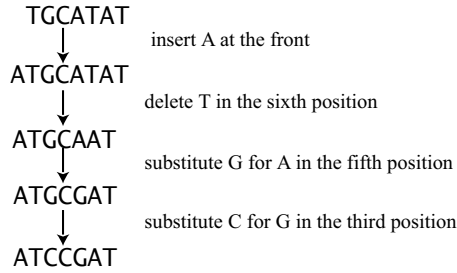 TGCATAT
insert A at the front
ATGCATAT
delete T in the sixth position
ATGCAAT
substitute G for A in the fifth position
ATGCGAT
substitute C for G in the third position
ATCCGAT